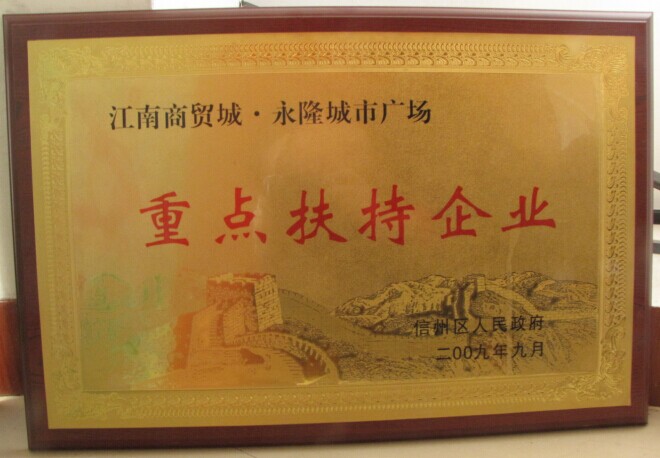 江南商贸城·永隆城市广场
重点扶持企业
信州区人民政府
二00九年九月